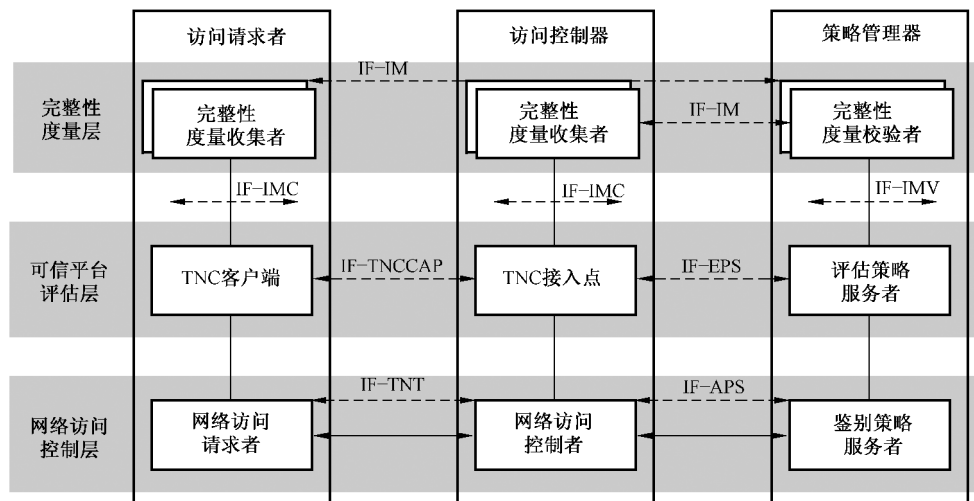 访问请求者
访问控制器
策略管理器
IF-IM
完整性
度量层
完整性
度量收集者
完整性
度量收集者
IF-IM
完整性
度量校验者
IF-IMC
IF-IMC
IF-IMV
可信平台
评估层
TNC客户端
IF-TNCCAP
TNC接入点
IF-EPS
评估策略
服务者
IF-TNT
IF-APS
网络访问
控制层
网络访问
请求者
网络访问
控制者
鉴别策略
服务者